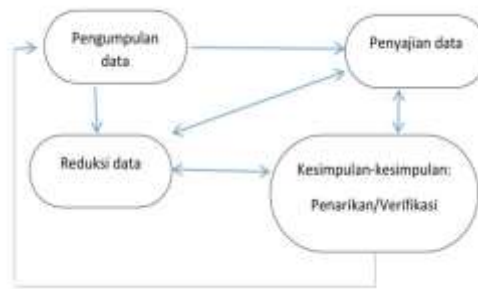 Pengumpulan
data
Penyajian data
Reduksi data
Kesimpulan-kesimpulan:
Penarikan/Verifikasi